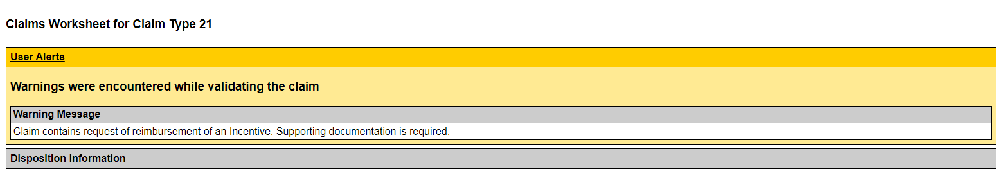 Claims Worksheet for Claim Type 21
User Alerts
Warnings were encountered while validating the claim
Warning Message
Claim contains request of reimbursement of an Incentive. Supporting documentation is required.
Disposition Information